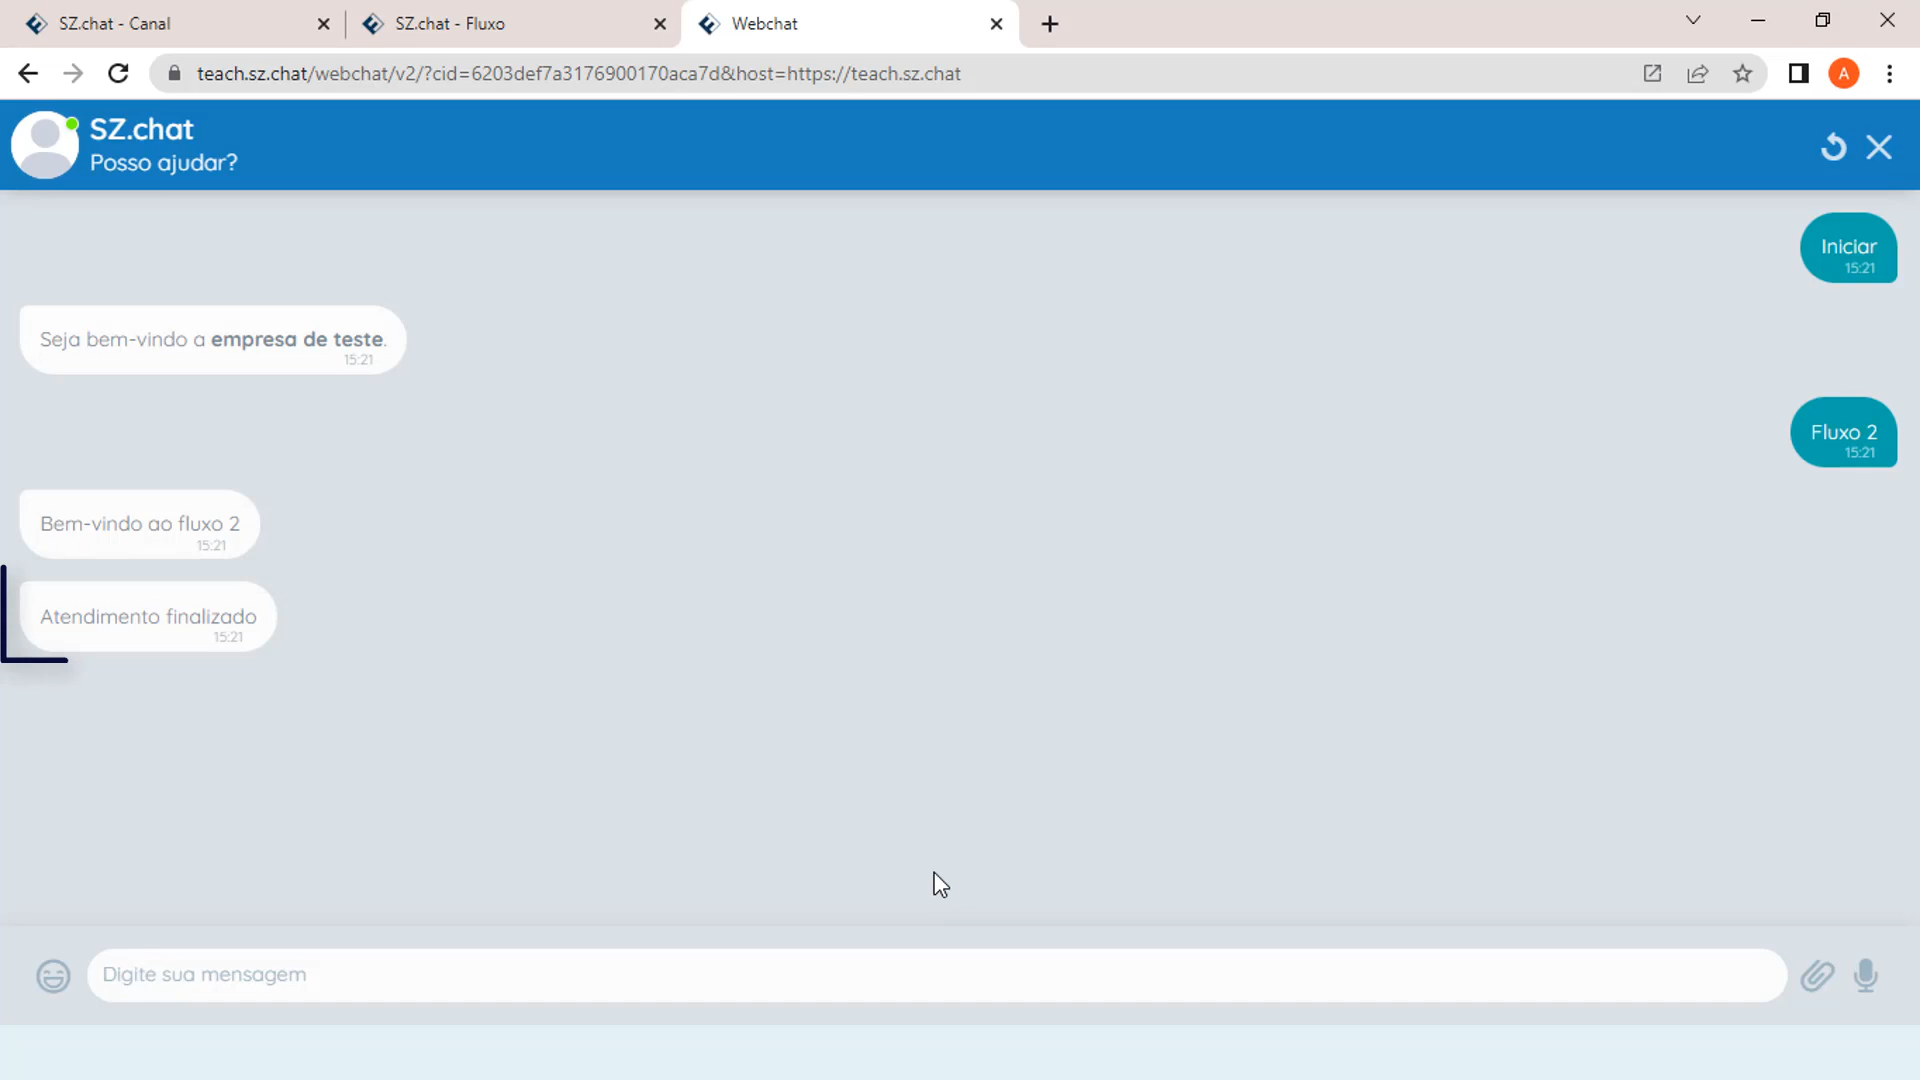 SZ.chat - Canal
SZ.chat - Fluxo
Webchat
teach.sz.chat/webchat/v2/?cid=6203def7a3176900170aca7d&host=https://teach.sz.chat
A
SZ.chat
Posso ajudar?
Iniciar
15:21
Seja bem-vindo a empresa de teste.
15:21
Fluxo 2
15:21
Bem-vindo ao fluxo 2
15:21
Atendimento finalizado
15:21
Digite sua mensagem